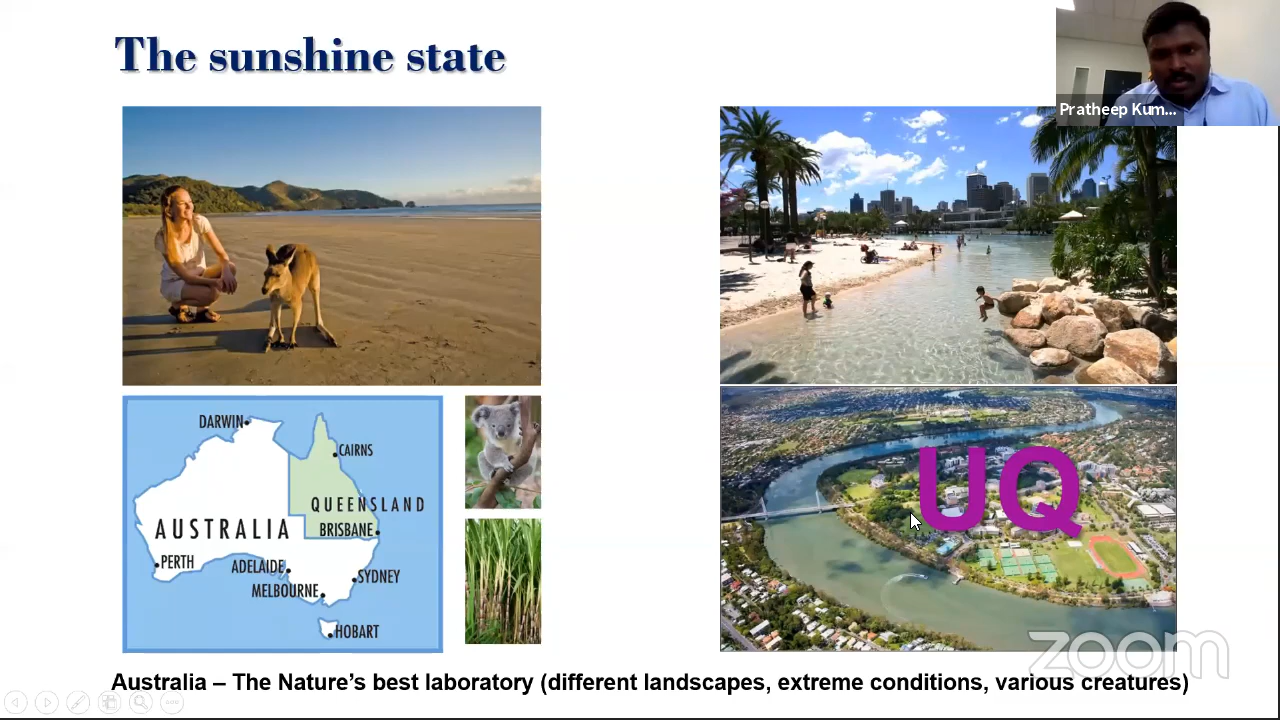 The sunshine state
Pratheep Kum...
DARWIN
CAIRNS
QUEENSLAND
AUSTRALIA
BRISBANE
PERTH
ADELAIDE
SYDNEY
MELBOURNE
HOBART
UQ
zoom
Australia – The Nature's best laboratory (different landscapes, extreme conditions, various creatures)